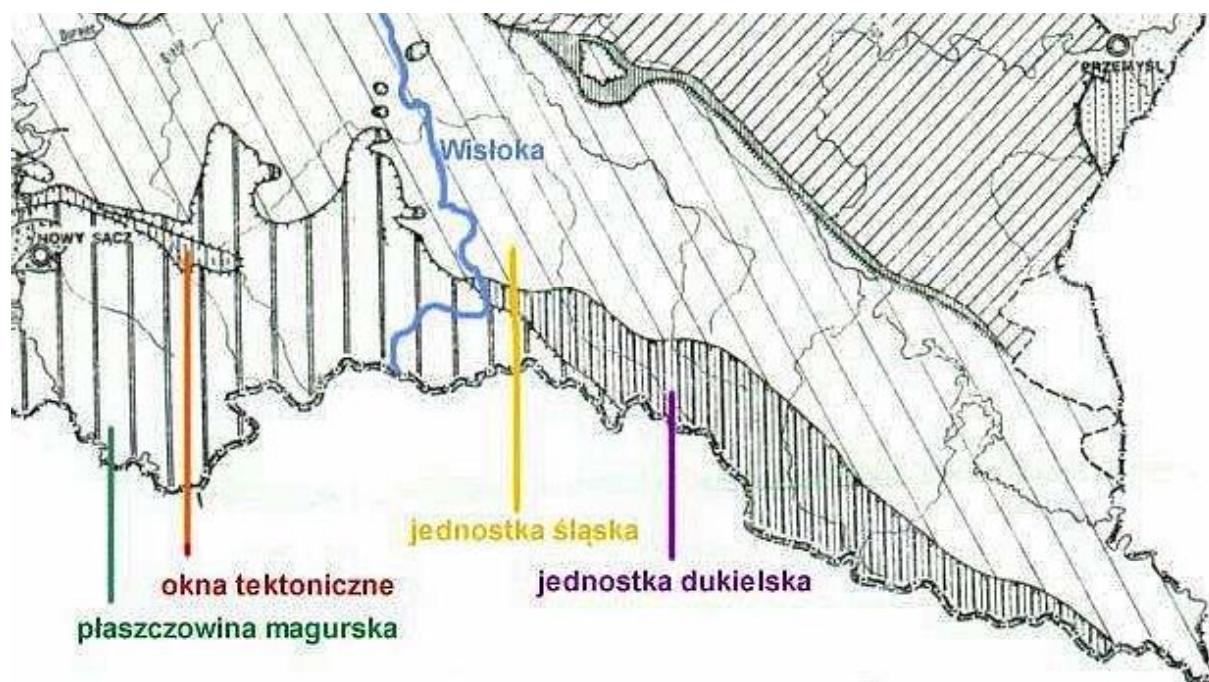 PRZEMYŚL
Wisłoka
NOWY SĄCZ
jednostka śląska
okna tektoniczne
jednostka dukielska
płaszczowina magurska